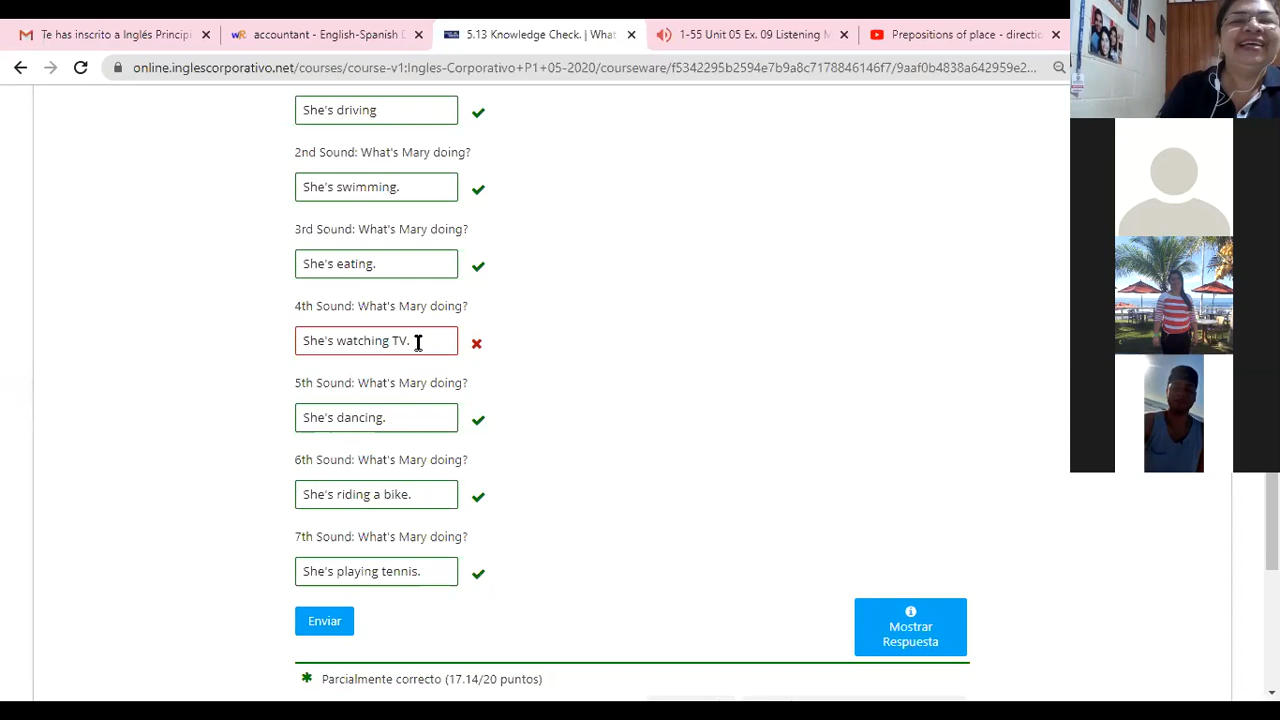 Te has inscrito a Inglés Princip
accountant - English-Spanish D
5.13 Knowledge Check. | What
1-55 Unit 05 Ex. 09 Listening M
Prepositions of place - directi
online.inglescorporativo.net/courses/course-v1:Ingles-Corporativo+P1+05-2020/courseware/f5342295b2594e7b9a8c7178846146f7/9aaf0b4838a642959e2...
She's driving
2nd Sound: What's Mary doing?
She's swimming.
3rd Sound: What's Mary doing?
She's eating.
4th Sound: What's Mary doing?
She's watching TV.
5th Sound: What's Mary doing?
She's dancing.
6th Sound: What's Mary doing?
She's riding a bike.
7th Sound: What's Mary doing?
She's playing tennis.
Enviar
Mostrar
Respuesta
Parcialmente correcto (17.14/20 puntos)